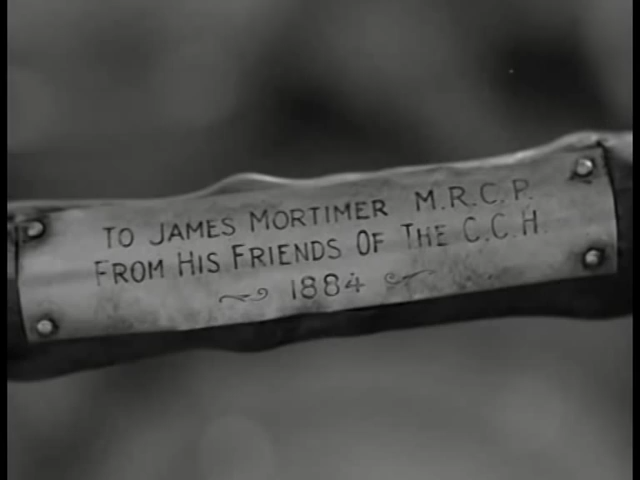 TO JAMES MORTIMER M.R.C.P.
FROM HIS FRIENDS OF THE C.C.H.
1884